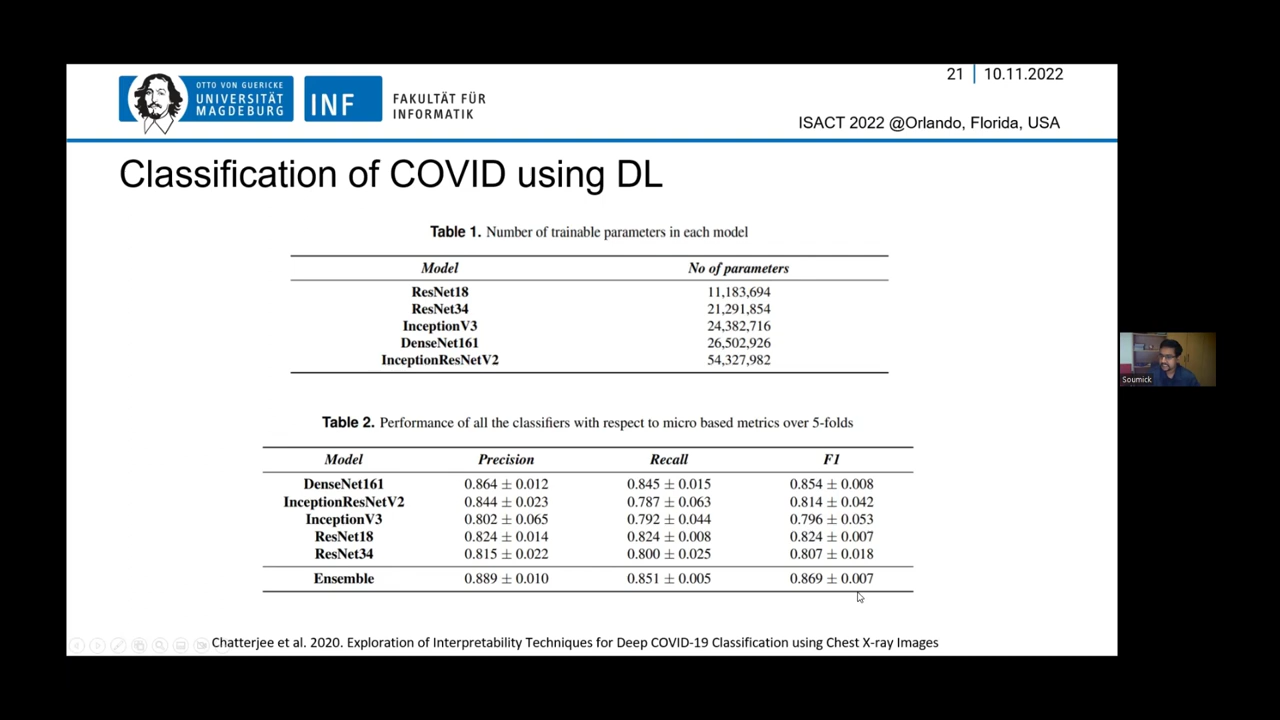 OTTO VON GUERICKE
UNIVERSITÄT
MAGDEBURG
INF
FAKULTÄT FÜR
INFORMATIK
21 | 10.11.2022
ISACT 2022 @Orlando, Florida, USA
Classification of COVID using DL
Table 1. Number of trainable parameters in each model
Model No of parameters
ResNet18 11,183,694
ResNet34 21,291,854
InceptionV3 24,382,716
DenseNet161 26,502,926
InceptionResNetV2 54,327,982
Table 2. Performance of all the classifiers with respect to micro based metrics over 5-folds
Model Precision Recall F1
DenseNet161 0.864 ± 0.012 0.845 ± 0.015 0.854 ± 0.008
InceptionResNetV2 0.844 ± 0.023 0.787 ± 0.063 0.814 ± 0.042
InceptionV3 0.802 ± 0.065 0.792 ± 0.044 0.796 ± 0.053
ResNet18 0.824 ± 0.014 0.824 ± 0.008 0.824 ± 0.007
ResNet34 0.815 ± 0.022 0.800 ± 0.025 0.807 ± 0.018
Ensemble 0.889 ± 0.010 0.851 ± 0.005 0.869 ± 0.007
Chatterjee et al. 2020. Exploration of Interpretability Techniques for Deep COVID-19 Classification using Chest X-ray Images
Soumick